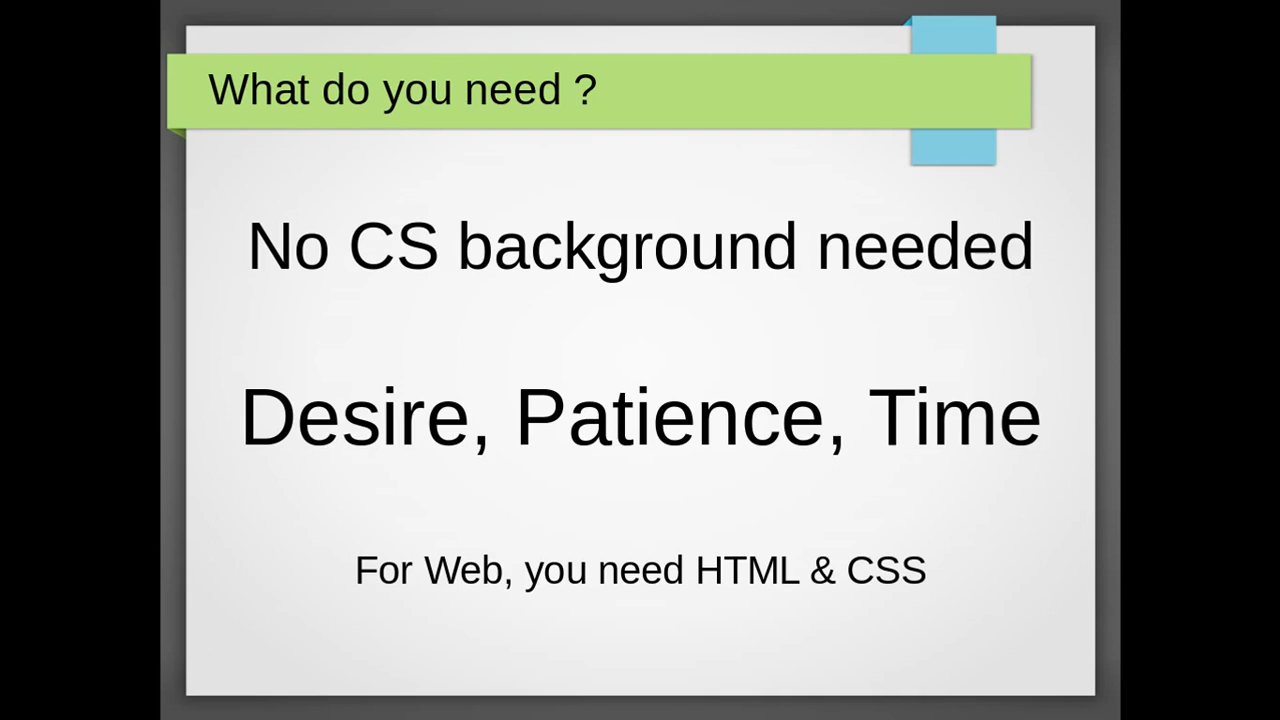 What do you need ?
No CS background needed
Desire, Patience, Time
For Web, you need HTML & CSS